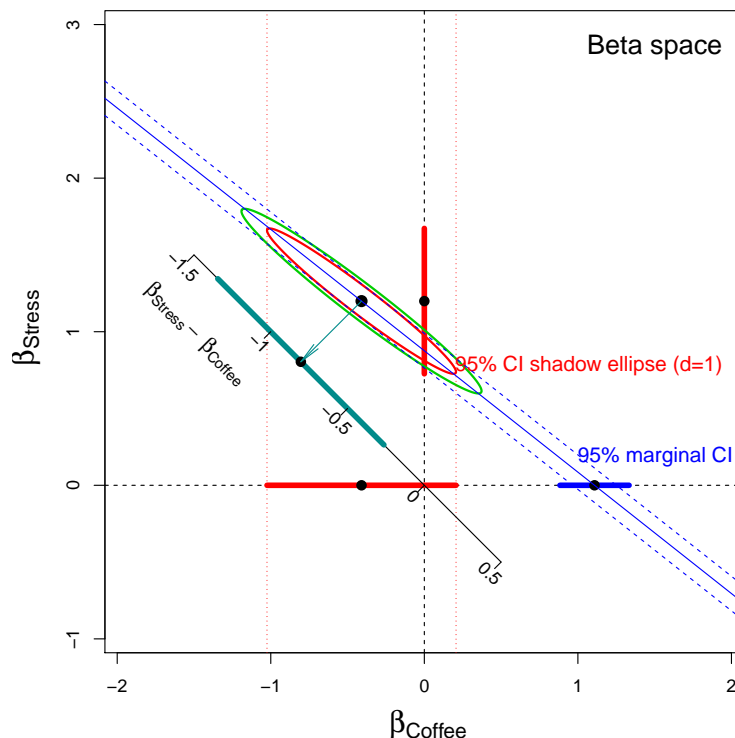 Beta space
3
2
1
0
−1
βStress
−1.5
βStress − βCoffee
−1
−0.5
0
0.5
95% CI shadow ellipse (d=1)
95% marginal CI
−2
−1
0
1
2
βCoffee